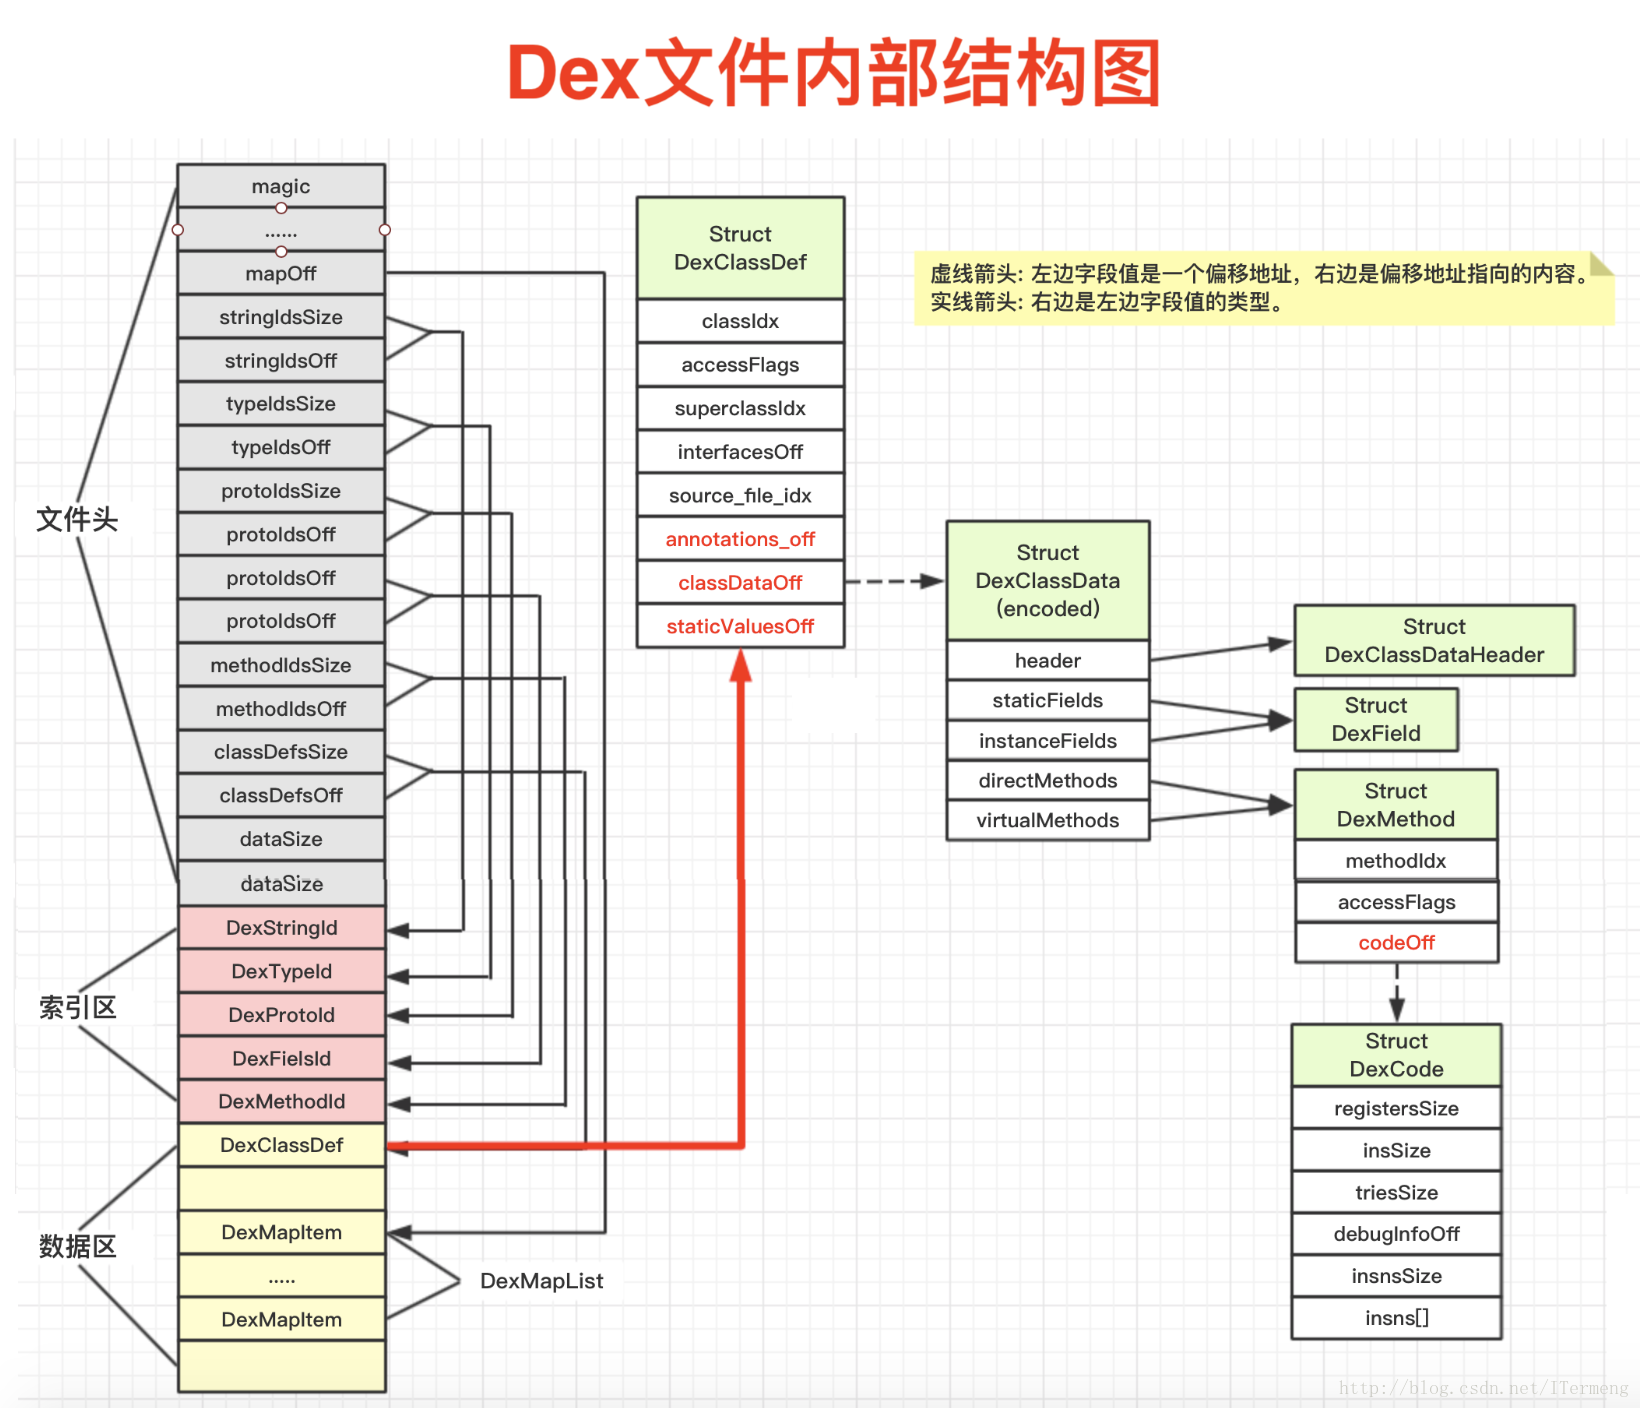 Dex文件内部结构图
magic
......
mapOff
stringIdsSize
stringIdsOff
typeIdsSize
typeIdsOff
protoIdsSize
protoIdsOff
protoIdsOff
protoIdsOff
methodIdsSize
methodIdsOff
classDefsSize
classDefsOff
dataSize
dataSize
DexStringId
DexTypeId
DexProtoId
DexFielsId
DexMethodId
DexClassDef
DexMapItem
.....
DexMapItem
文件头
索引区
数据区
DexMapList
Struct
DexClassDef
classIdx
accessFlags
superclassIdx
interfacesOff
source_file_idx
annotations_off
classDataOff
staticValuesOff
虚线箭头: 左边字段值是一个偏移地址，右边是偏移地址指向的内容。
实线箭头: 右边是左边字段值的类型。
Struct
DexClassData
(encoded)
header
staticFields
instanceFields
directMethods
virtualMethods
Struct
DexClassDataHeader
Struct
DexField
Struct
DexMethod
methodIdx
accessFlags
codeOff
Struct
DexCode
registersSize
insSize
triesSize
debugInfoOff
insnsSize
insns[]
http://blog.csdn.net/ITermeng